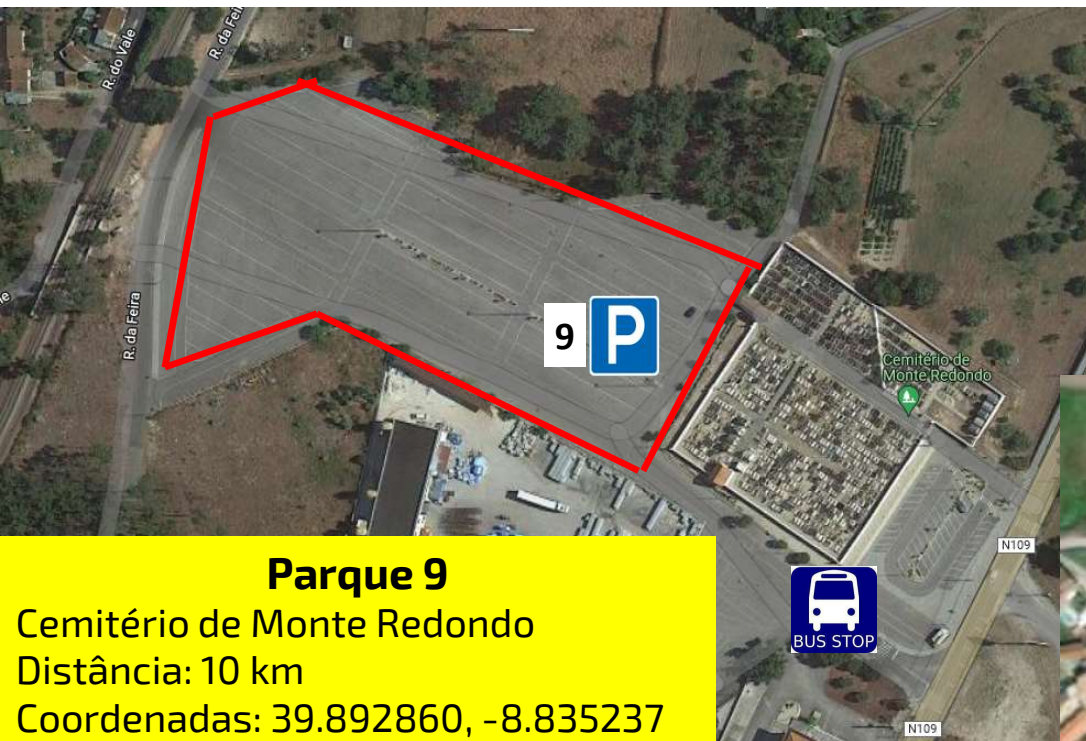 R. do Vale
R. da Fei
R. da Feira
9
P
Cemitério de
Monte Redondo
N109
BUS STOP
N109
Parque 9
Cemitério de Monte Redondo
Distância: 10 km
Coordenadas: 39.892860, -8.835237